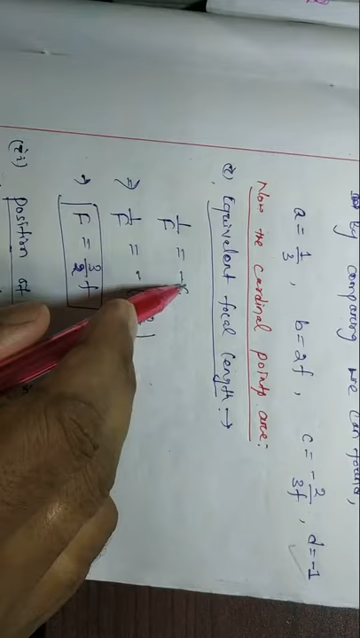 By comparing we can found,
a = 1/3 , b = 2f , c = -2/3f , d = -1
Now the cardinal points are:
(i) Equivalent focal length →
1/F = -c
⇒ 1/F = -
⇒ F = 3/2 f
(ii) Position of